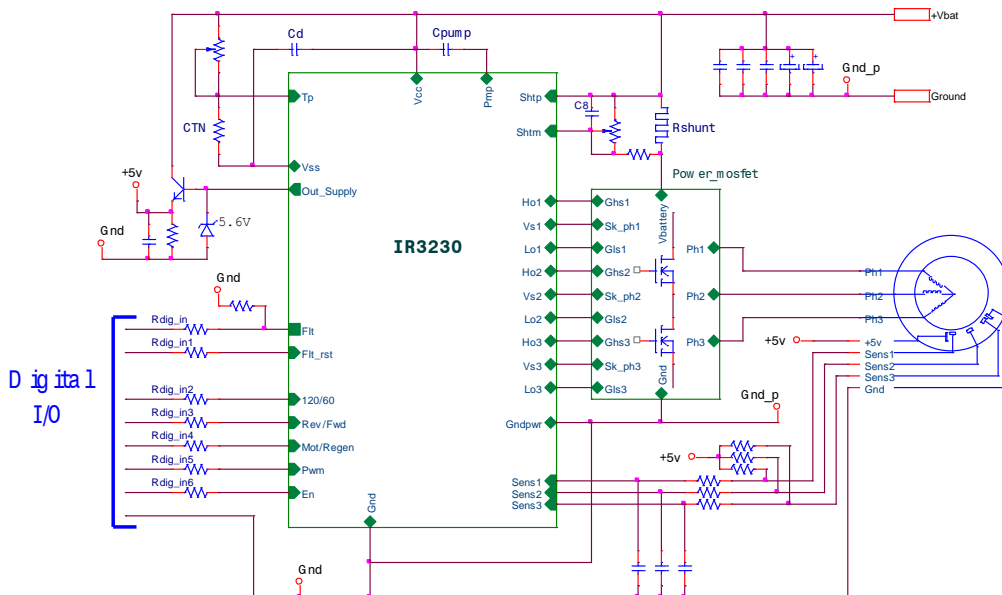 +Vbat
Cd
Cpump
Gnd_p
Ground
Vcc
Pmp
Tp
Shtp
C8
Shtm
Rshunt
CTN
Vss
Power_mosfet
+5v
Out_Supply
5.6V
Gnd
IR3230
Vbattery
Ho1
Ghs1
Vs1
Sk_ph1
Lo1
Gls1
Ph1
Ho2
Ghs2
Vs2
Sk_ph2
Ph2
Lo2
Gls2
Ho3
Ghs3
Ph3
Vs3
Sk_ph3
Lo3
Gls3
Gnd
Ph1
Ph2
Ph3
+5v
+5v
Sens1
Sens2
Sens3
Gnd
Gnd
Rdig_in
Flt
Rdig_in1
Flt_rst
Digital
I/O
Rdig_in2
120/60
Rdig_in3
Rev/Fwd
Rdig_in4
Mot/Regen
Rdig_in5
Pwm
Rdig_in6
En
Gndpwr
Gnd_p
+5v
Sens1
Sens2
Sens3
Gnd
Gnd